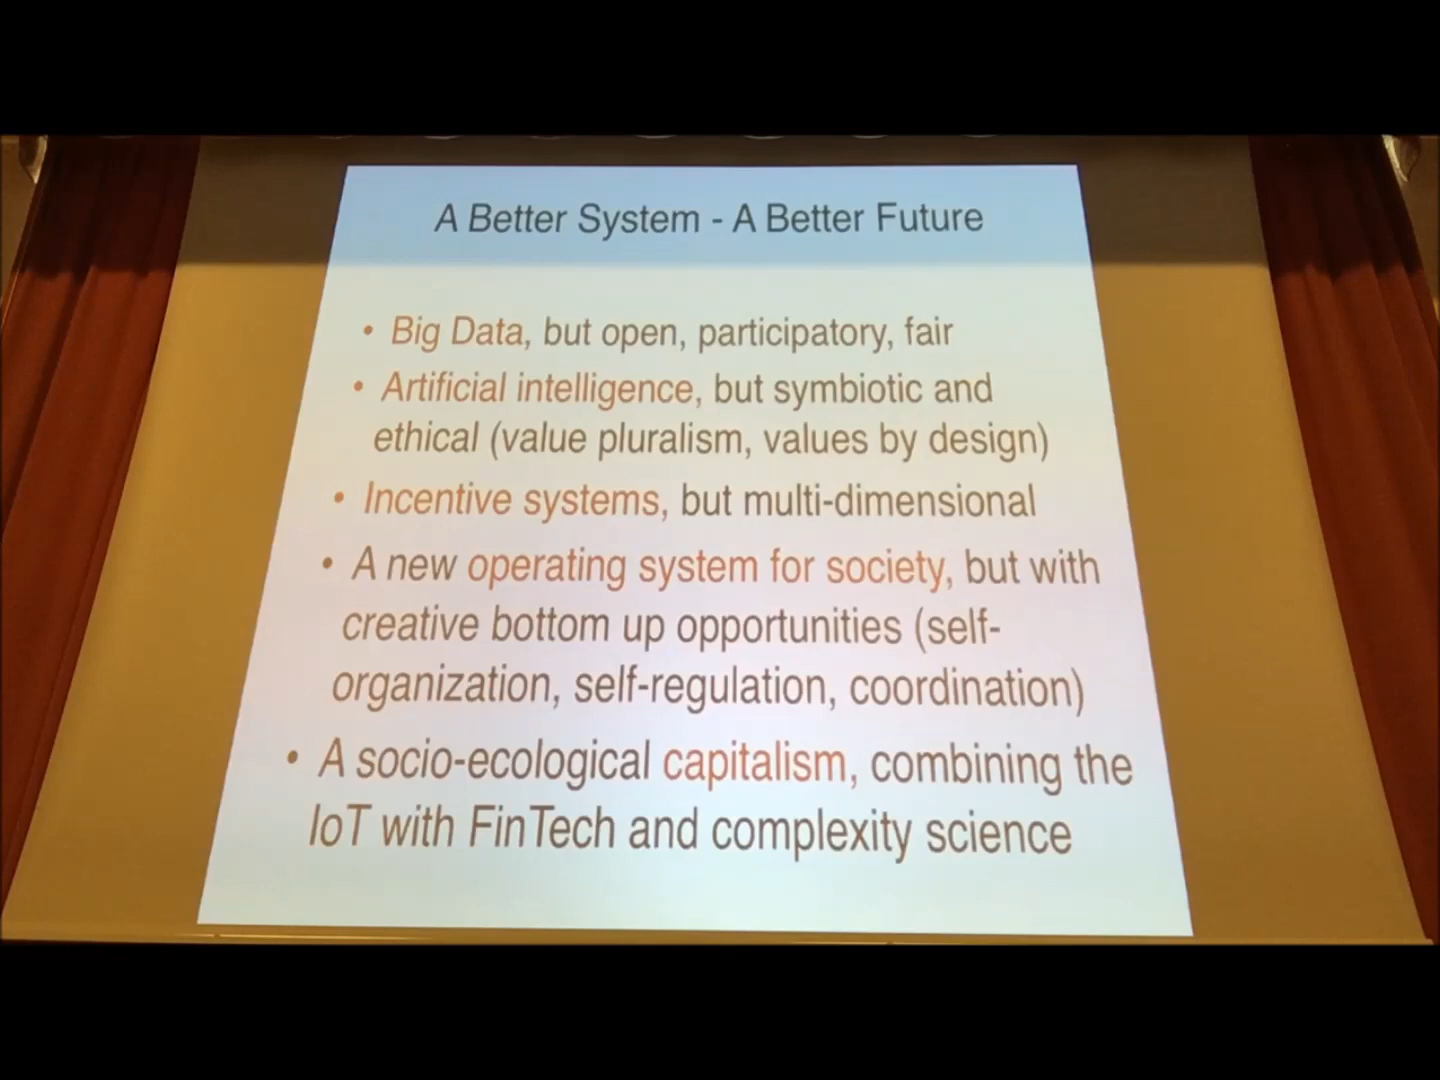 A Better System - A Better Future
• Big Data, but open, participatory, fair
• Artificial intelligence, but symbiotic and
ethical (value pluralism, values by design)
• Incentive systems, but multi-dimensional
• A new operating system for society, but with
creative bottom up opportunities (self-
organization, self-regulation, coordination)
• A socio-ecological capitalism, combining the
IoT with FinTech and complexity science